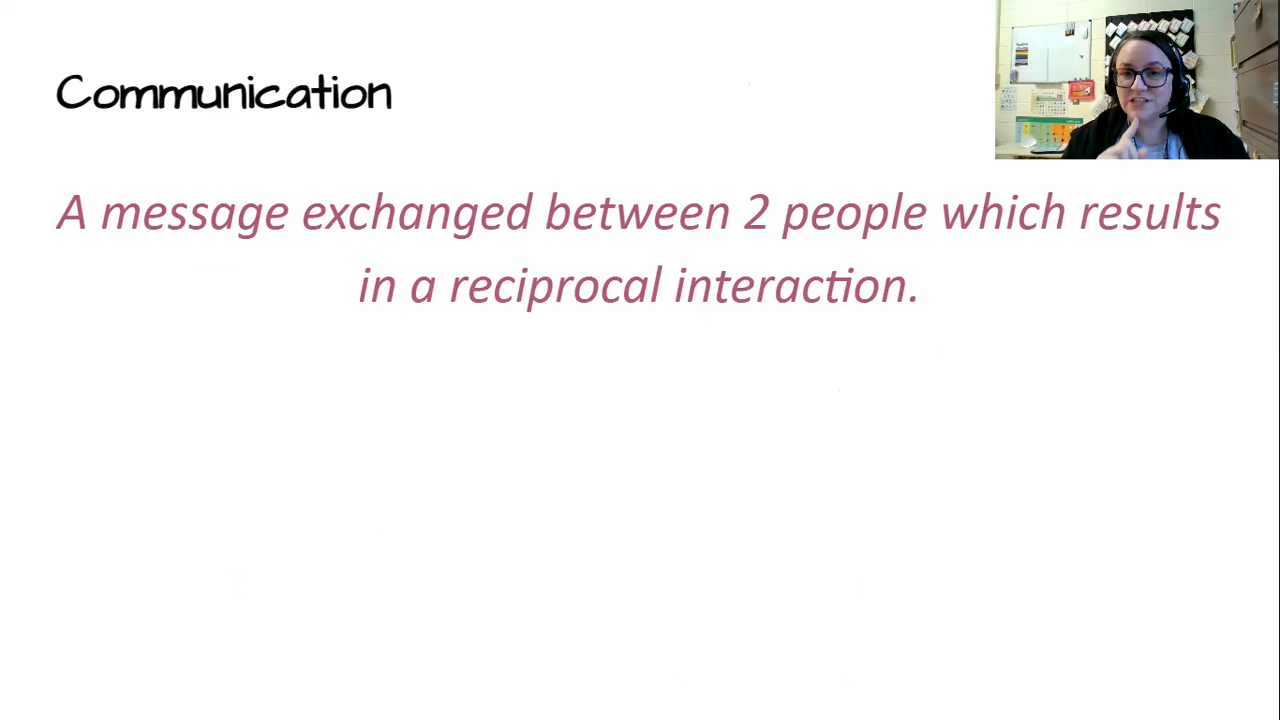 Communication
A message exchanged between 2 people which results
in a reciprocal interaction.